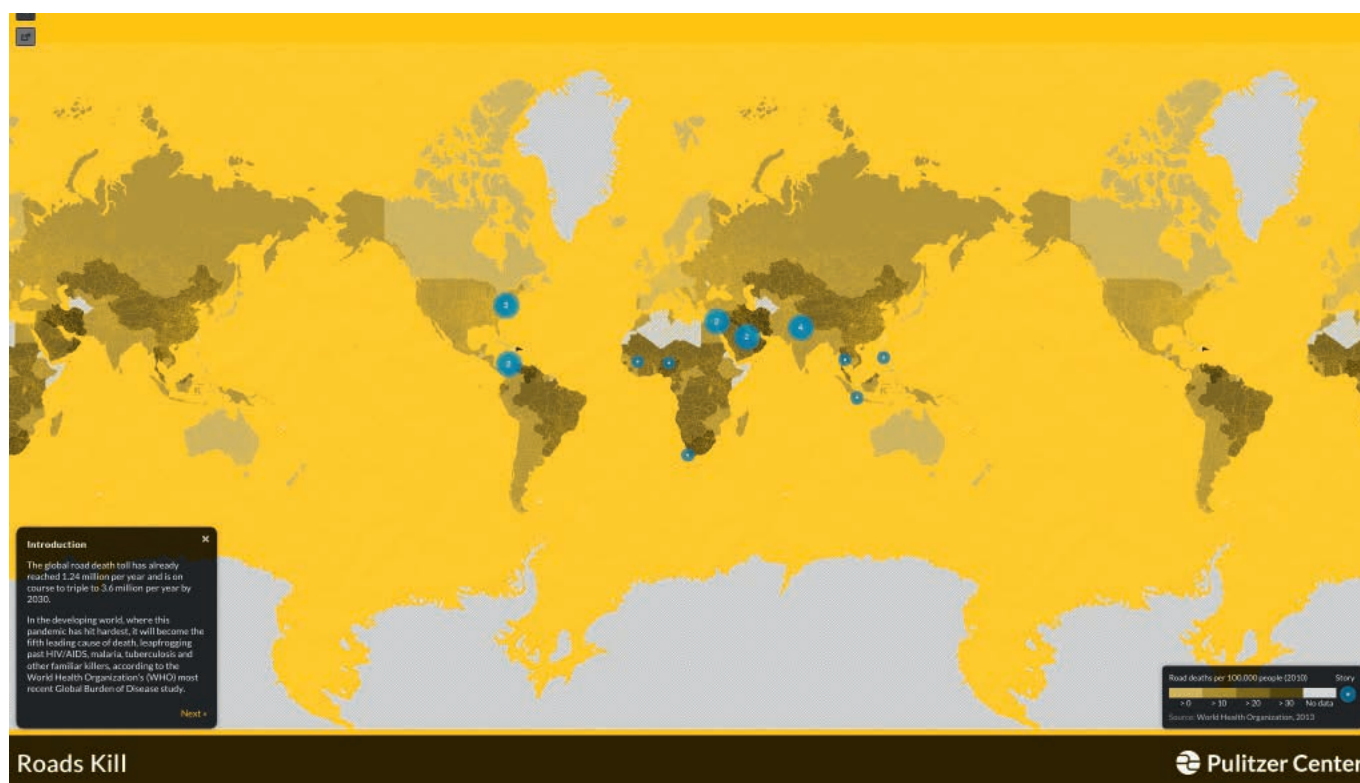 3
2
2
2
4
Introduction
×
The global road death toll has already
reached 1.24 million per year and is on
course to triple to 3.6 million per year by
2030.
In the developing world, where this
pandemic has hit hardest, it will become the
fifth leading cause of death, leapfrogging
past HIV/AIDS, malaria, tuberculosis and
other familiar killers, according to the
World Health Organization's (WHO) most
recent Global Burden of Disease study.
Next »
Road deaths per 100,000 people (2010) Story
> 0 > 10 > 20 > 30 No data
Source: World Health Organization, 2013
Roads Kill
Pulitzer Center